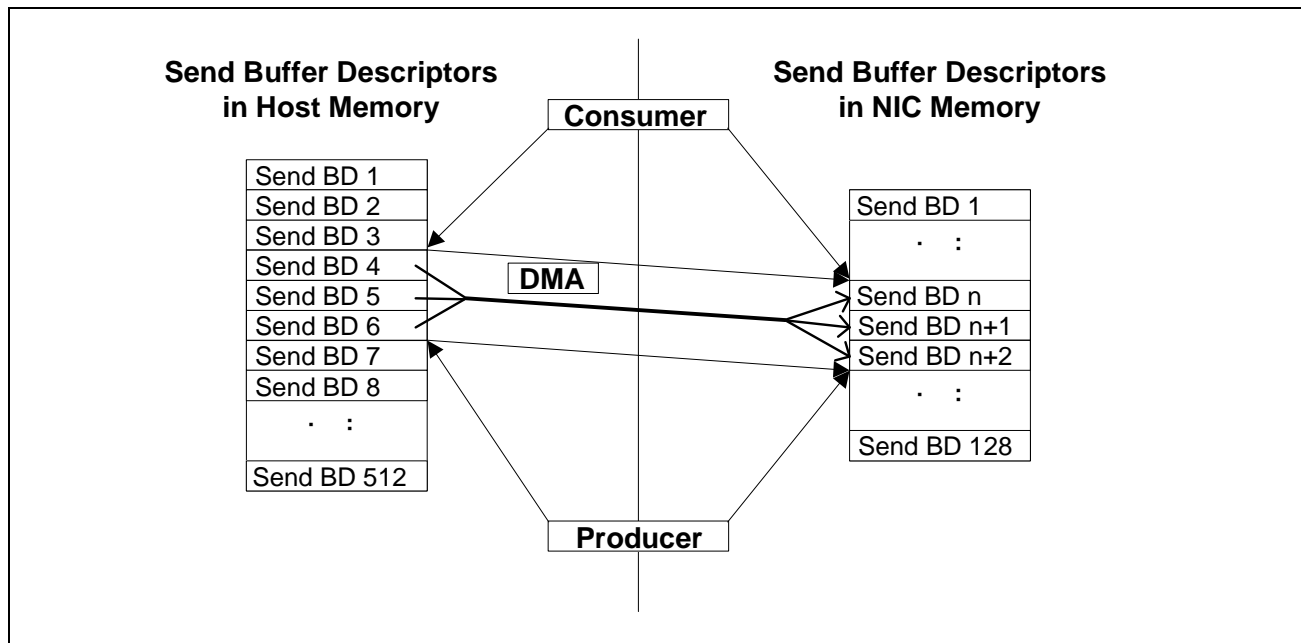 Send Buffer Descriptors
in Host Memory
Send Buffer Descriptors
in NIC Memory
Consumer
Send BD 1
Send BD 2
Send BD 3
Send BD 4
Send BD 5
Send BD 6
Send BD 7
Send BD 8
. :
Send BD 512
DMA
Send BD 1
. :
Send BD n
Send BD n+1
Send BD n+2
. :
Send BD 128
Producer